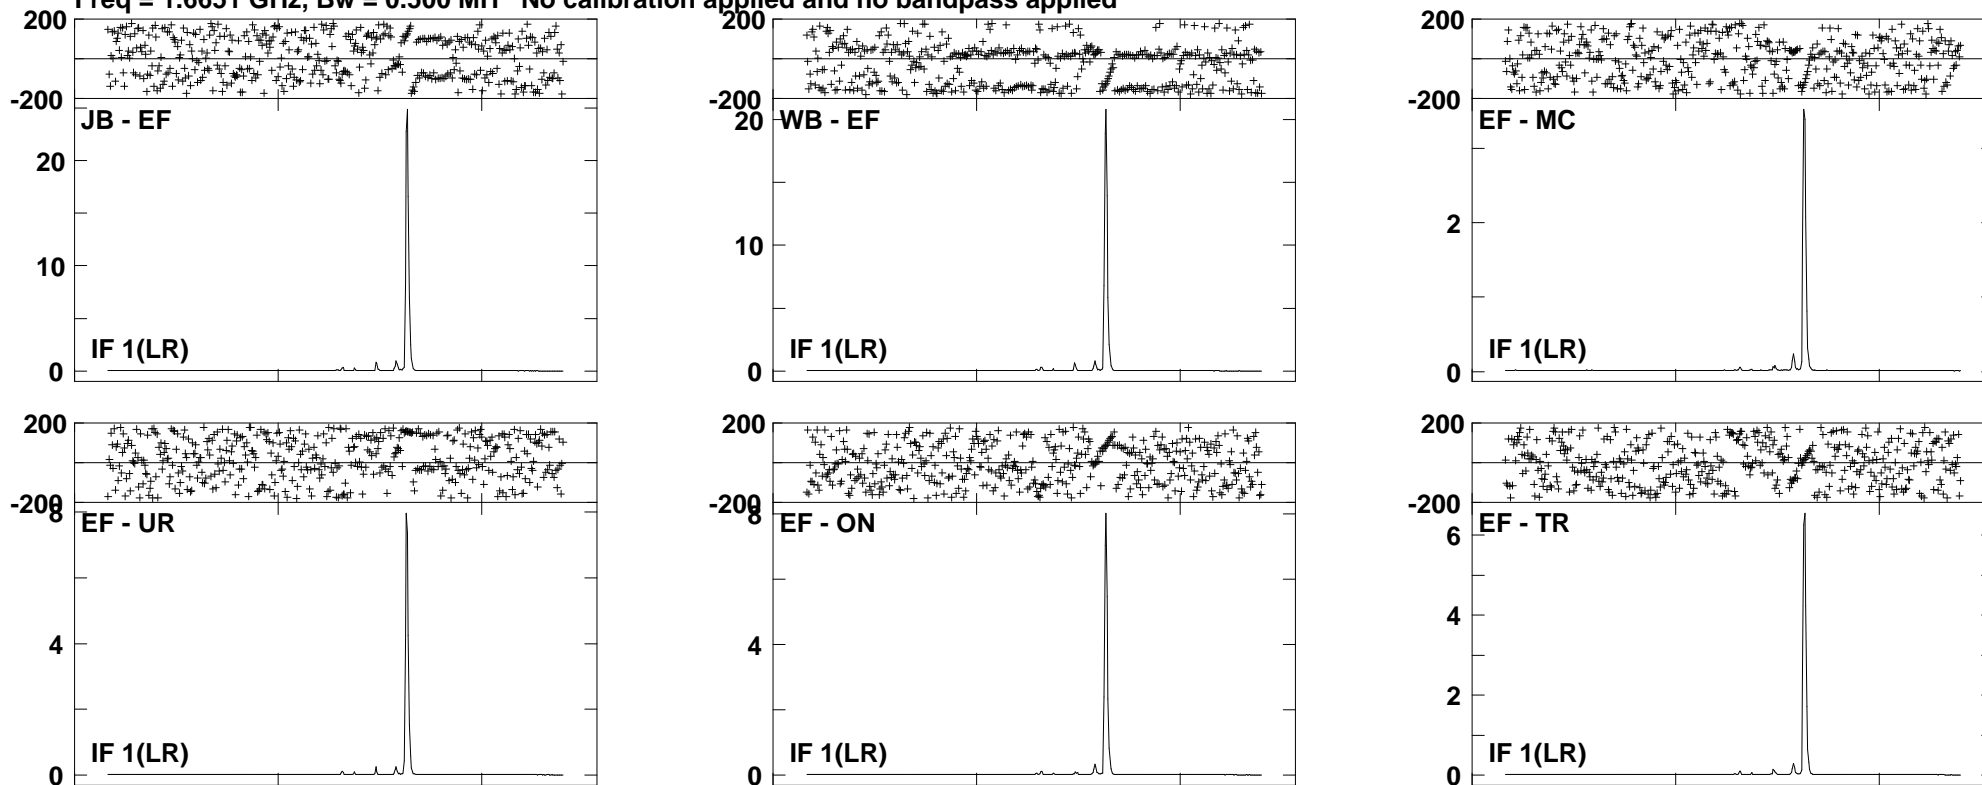 Freq = 1.6651 GHz, Bw = 0.500 MH No calibration applied and no bandpass applied
200 200 200
-200 -200 -200
JB - EF WB - EF EF - MC
20 20 2
10 10
IF 1(LR) IF 1(LR) IF 1(LR)
0 0 0
200 200 200
-200 -200 -200
8 8 6
EF - UR EF - ON EF - TR
4 4 4
2
IF 1(LR) IF 1(LR) IF 1(LR)
0 0 0